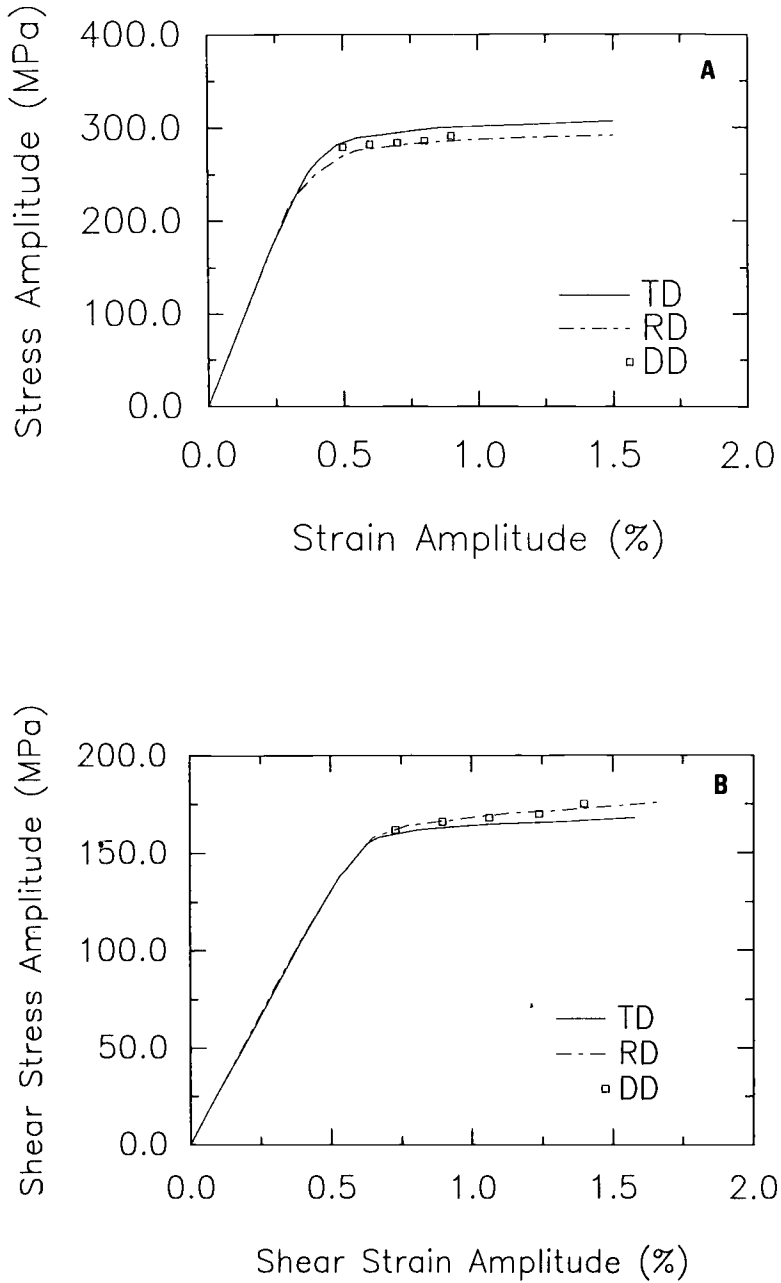 400.0
300.0
200.0
100.0
0.0
Stress Amplitude (MPa)
A
TD
RD
DD
0.0 0.5 1.0 1.5 2.0
Strain Amplitude (%)
200.0
150.0
100.0
50.0
0.0
Shear Stress Amplitude (MPa)
B
TD
RD
DD
0.0 0.5 1.0 1.5 2.0
Shear Strain Amplitude (%)